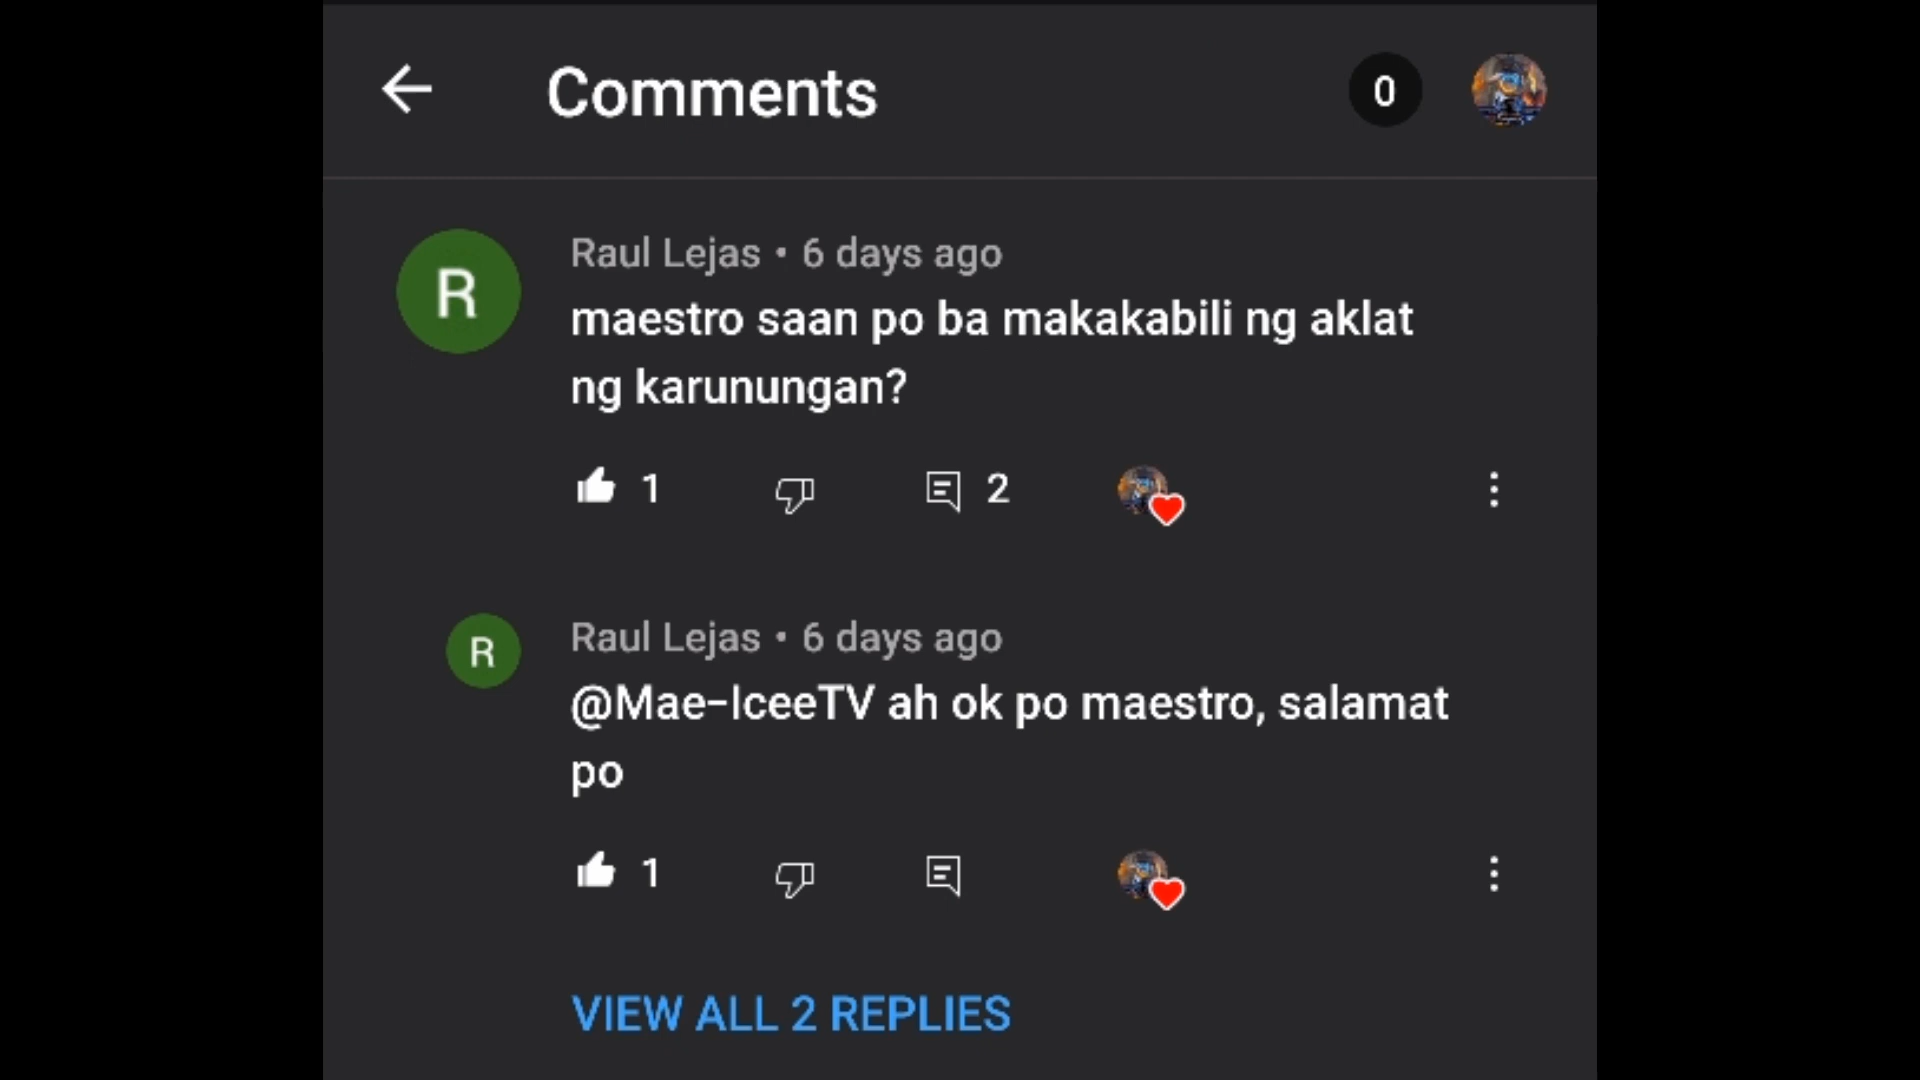 Comments
0
R
Raul Lejas • 6 days ago
maestro saan po ba makakabili ng aklat
ng karunungan?
1
2
R
Raul Lejas • 6 days ago
@Mae-IceeTV ah ok po maestro, salamat
po
1
VIEW ALL 2 REPLIES